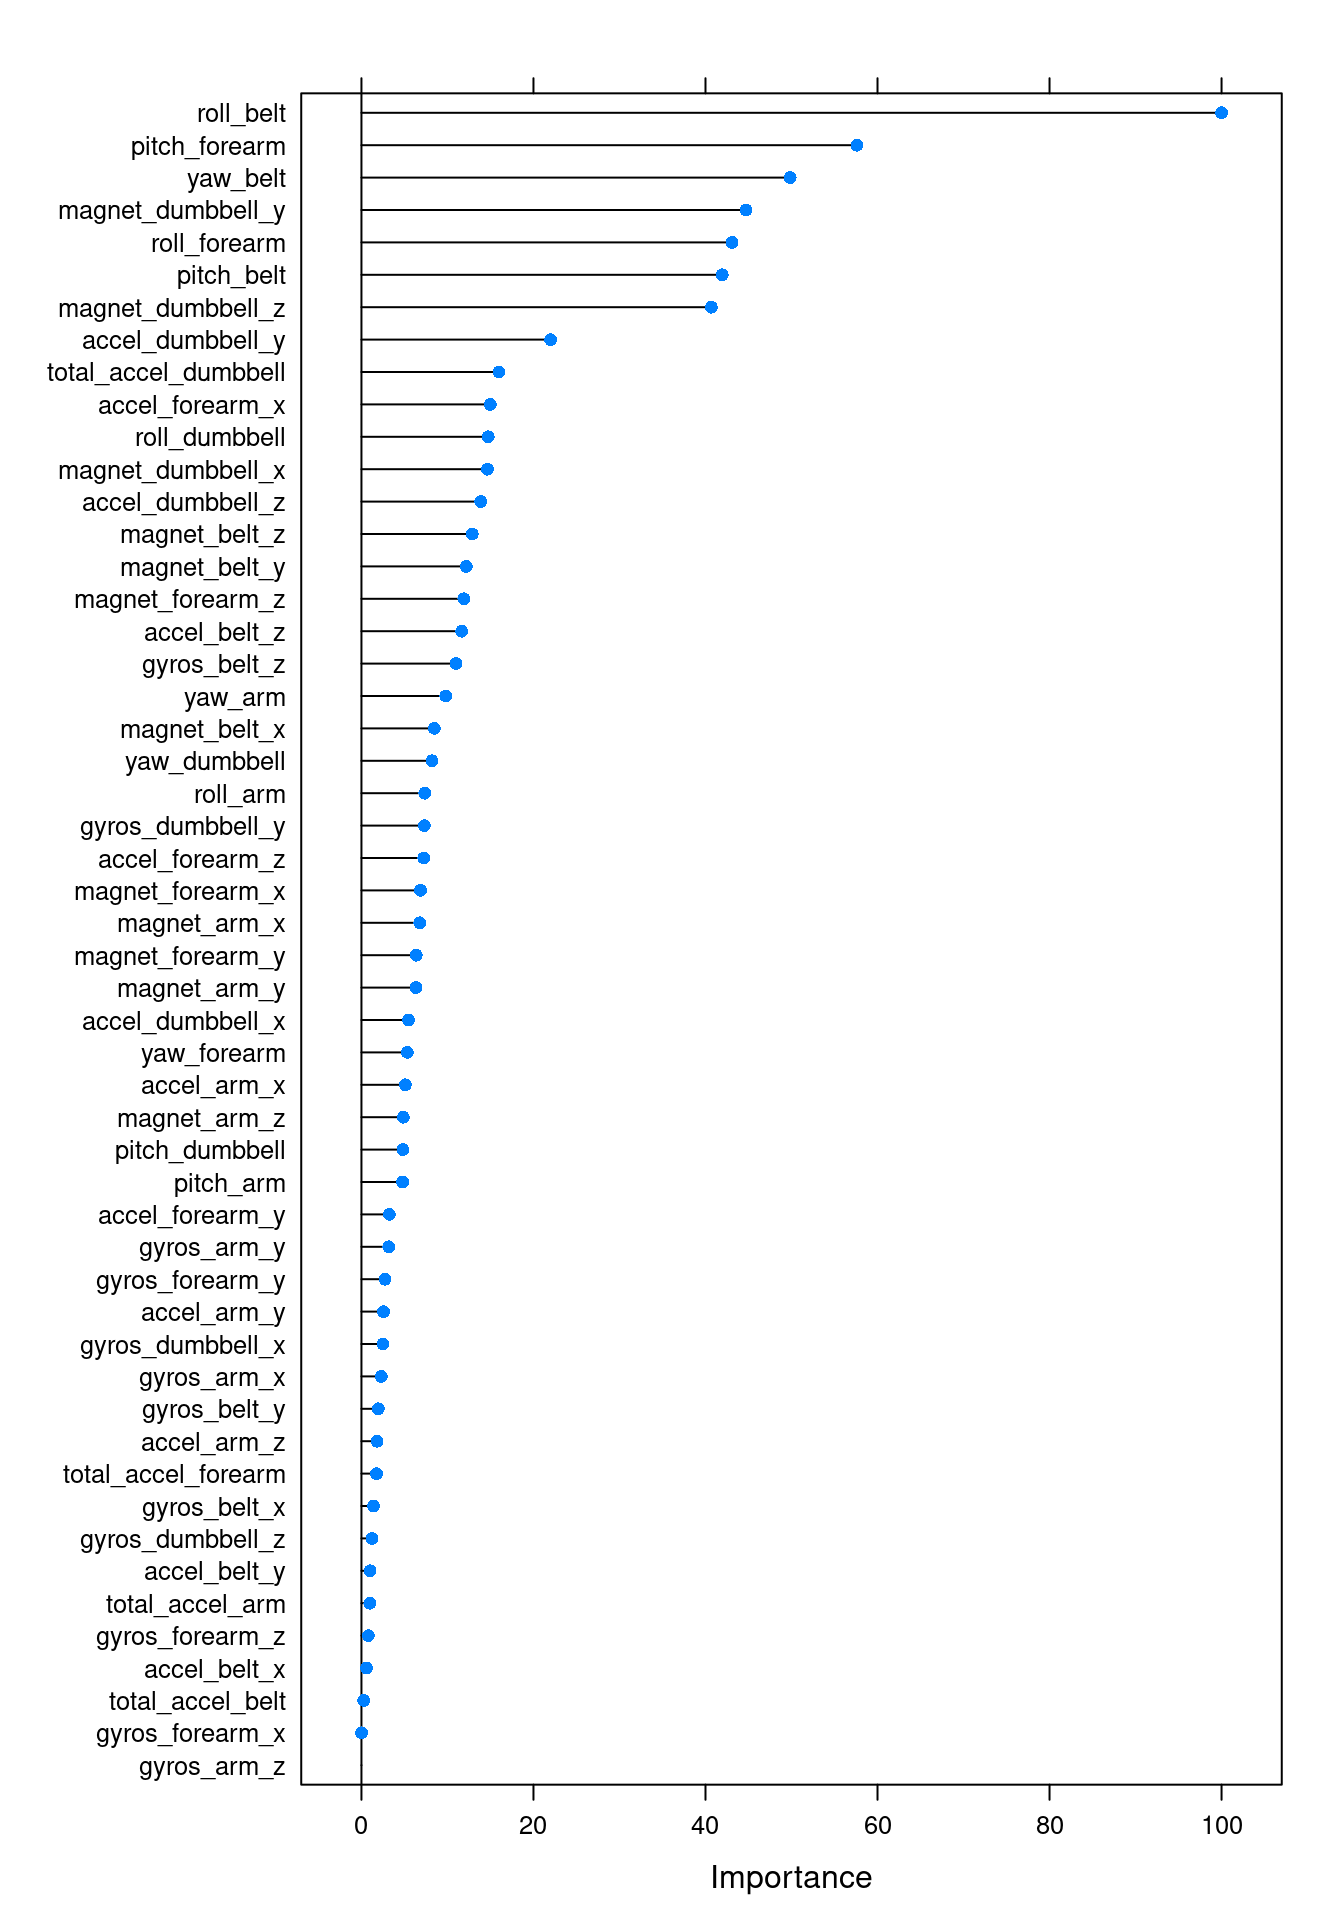 roll_belt
pitch_forearm
yaw_belt
magnet_dumbbell_y
roll_forearm
pitch_belt
magnet_dumbbell_z
accel_dumbbell_y
total_accel_dumbbell
accel_forearm_x
roll_dumbbell
magnet_dumbbell_x
accel_dumbbell_z
magnet_belt_z
magnet_belt_y
magnet_forearm_z
accel_belt_z
gyros_belt_z
yaw_arm
magnet_belt_x
yaw_dumbbell
roll_arm
gyros_dumbbell_y
accel_forearm_z
magnet_forearm_x
magnet_arm_x
magnet_forearm_y
magnet_arm_y
accel_dumbbell_x
yaw_forearm
accel_arm_x
magnet_arm_z
pitch_dumbbell
pitch_arm
accel_forearm_y
gyros_arm_y
gyros_forearm_y
accel_arm_y
gyros_dumbbell_x
gyros_arm_x
gyros_belt_y
accel_arm_z
total_accel_forearm
gyros_belt_x
gyros_dumbbell_z
accel_belt_y
total_accel_arm
gyros_forearm_z
accel_belt_x
total_accel_belt
gyros_forearm_x
gyros_arm_z
0 20 40 60 80 100
Importance